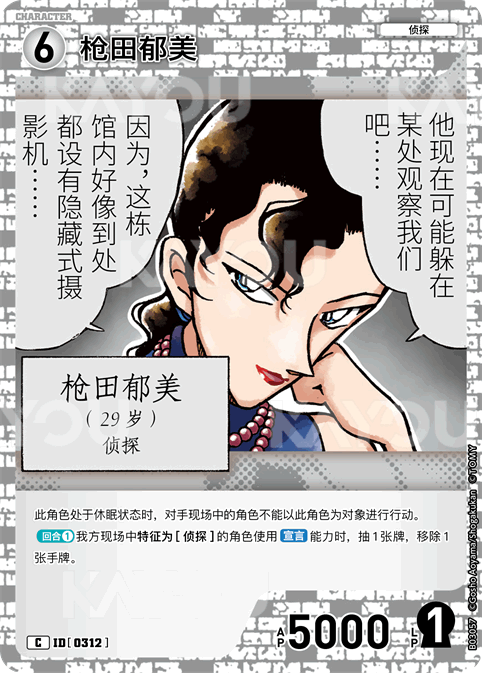 CHARACTER
6
枪田郁美
侦探
他现在可能躲在
某处观察我们
吧……
因为，这栋
馆内好像到处
都设有隐藏式摄
影机……
枪田郁美
（29岁）
侦探
此角色处于休眠状态时，对手现场中的角色不能以此角色为对象进行行动。
回合1 我方现场中特征为［侦探］的角色使用 宣言 能力时，抽1张牌，移除1
张手牌。
C ID[0312]
AP 5000 LP 1
B03057 ©Gosho Aoyama/Shogakukan ©TOMY
KAYOU
KAYOU
KAYOU
KAYOU
KAYOU